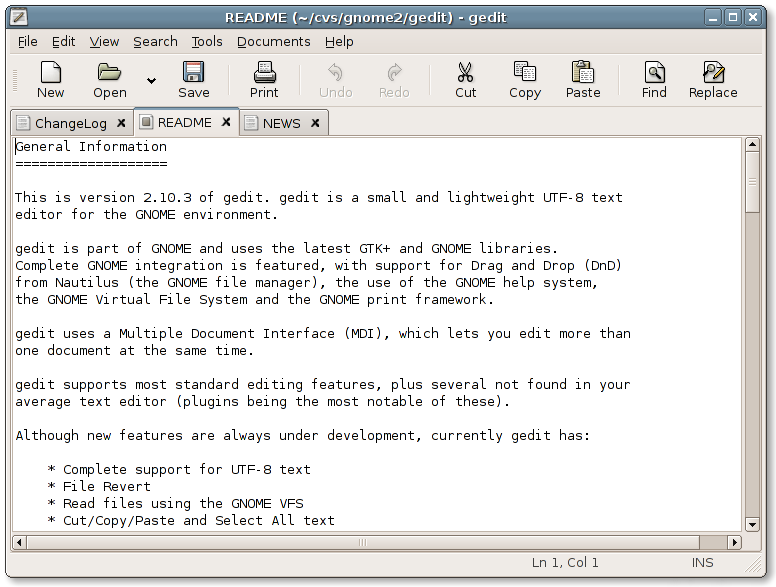 README (~/cvs/gnome2/gedit) - gedit
File Edit View Search Tools Documents Help
New Open Save Print Undo Redo Cut Copy Paste Find Replace
ChangeLog README NEWS
General Information
===================
This is version 2.10.3 of gedit. gedit is a small and lightweight UTF-8 text
editor for the GNOME environment.
gedit is part of GNOME and uses the latest GTK+ and GNOME libraries.
Complete GNOME integration is featured, with support for Drag and Drop (DnD)
from Nautilus (the GNOME file manager), the use of the GNOME help system,
the GNOME Virtual File System and the GNOME print framework.
gedit uses a Multiple Document Interface (MDI), which lets you edit more than
one document at the same time.
gedit supports most standard editing features, plus several not found in your
average text editor (plugins being the most notable of these).
Although new features are always under development, currently gedit has:
* Complete support for UTF-8 text
* File Revert
* Read files using the GNOME VFS
* Cut/Copy/Paste and Select All text
Ln 1, Col 1 INS